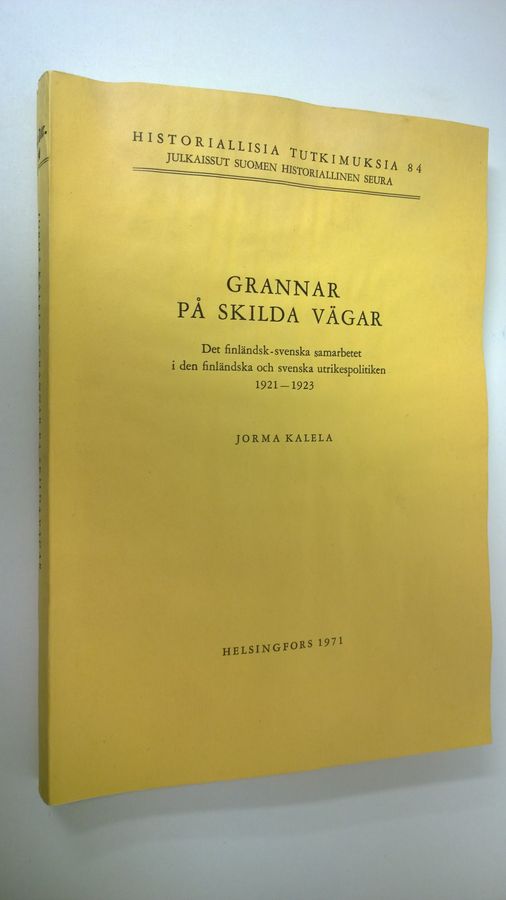 HISTORIALLISIA TUTKIMUKSIA 84
JULKAISSUT SUOMEN HISTORIALLINEN SEURA
GRANNAR
PÅ SKILDA VÄGAR
Det finländsk-svenska samarbetet
i den finländska och svenska utrikespolitiken
1921—1923
JORMA KALELA
HELSINGFORS 1971